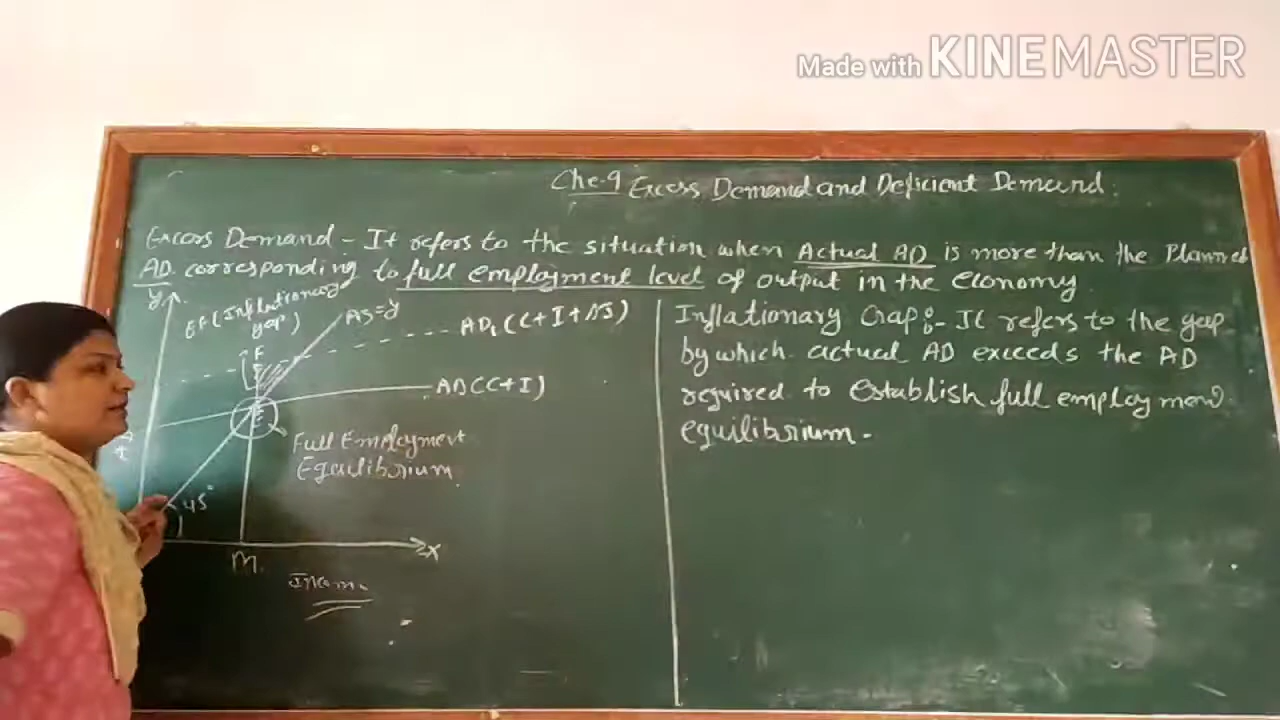 Made with KINEMASTER
Che-9 Excess Demand and Deficient Demand.
Excess Demand - It refers to the situation when Actual AD is more than the Planned
AD corresponding to full employment level of output in the economy.
Y
EF (Inflationary
gap)
AS=Y
AD₁ (C+I+ΔI)
F
AD (C+I)
E
Full Employment
Equilibrium
45°
M
X
Income
Inflationary Gap:- It refers to the gap
by which actual AD exceeds the AD
required to establish full employment
equilibrium.